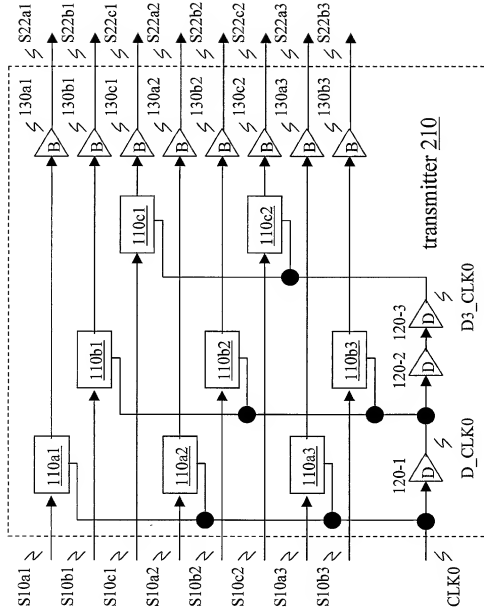 S22a1
S22b1
S22c1
S22a2
S22b2
S22c2
S22a3
S22b3
130a1
130b1
130c1
130a2
130b2
130c2
130a3
130b3
B
B
B
B
B
B
B
B
transmitter 210
110c1
110c2
110b1
110b2
110b3
110a1
110a2
110a3
120-3
D
D3_CLK0
120-2
D
D_CLK0
120-1
D
S10a1
S10b1
S10c1
S10a2
S10b2
S10c2
S10a3
S10b3
CLK0